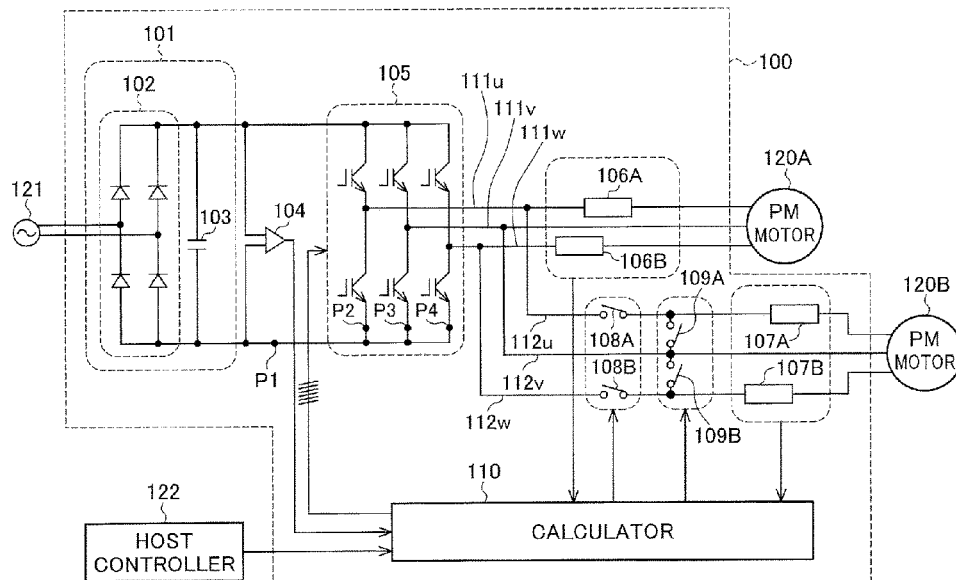 101
102
105
111u
111v
111w
100
106A
120A
121
103
104
PM
MOTOR
106B
109A
120B
P2
P3
P4
108A
107A
PM
MOTOR
112u
P1
108B
107B
112v
112w
109B
110
122
CALCULATOR
HOST
CONTROLLER